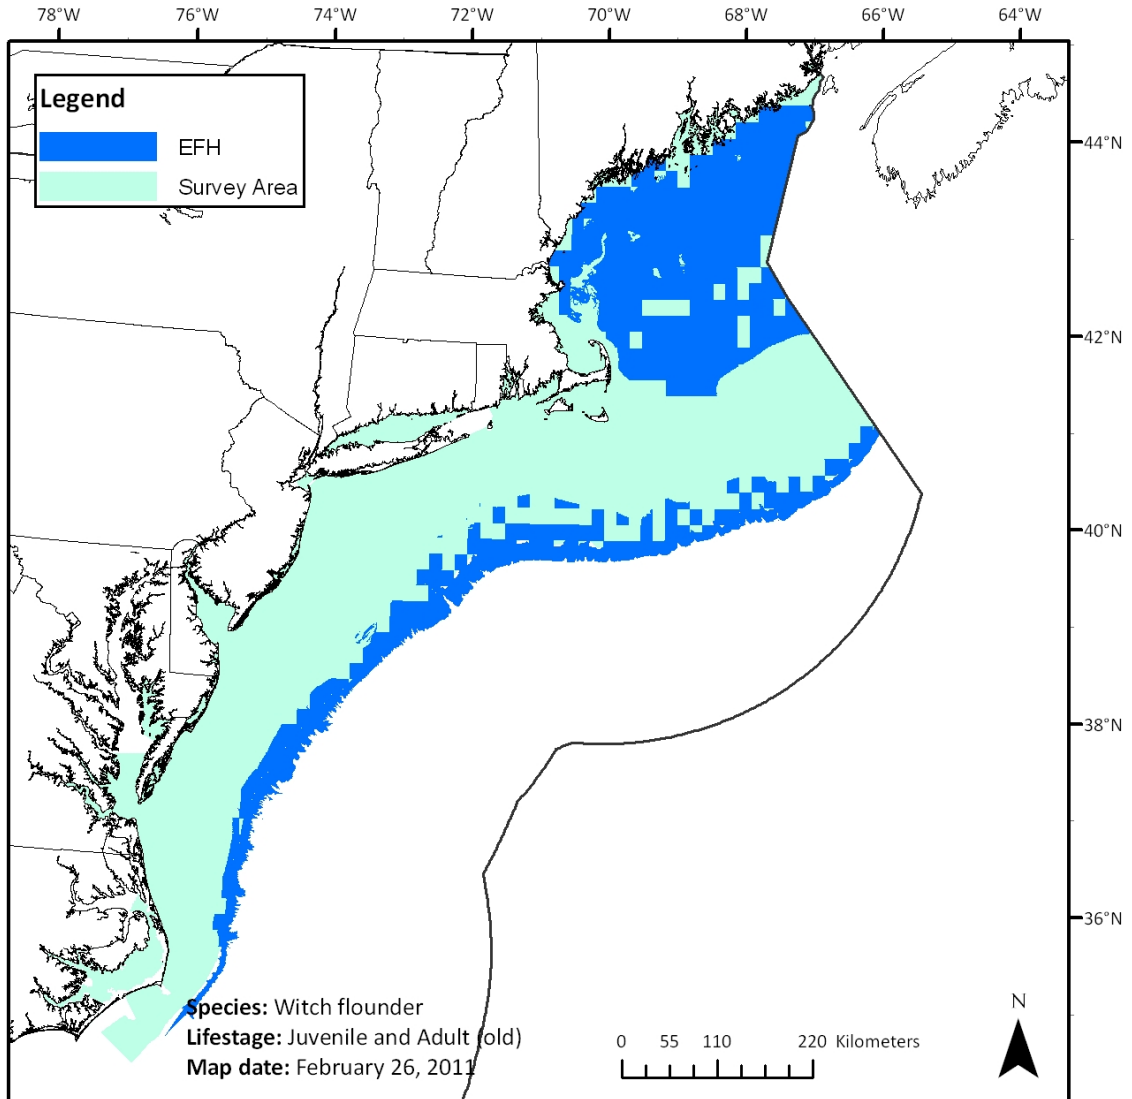 78°W 76°W 74°W 72°W 70°W 68°W 66°W 64°W
Legend
EFH
Survey Area
44°N
42°N
40°N
38°N
36°N
Species: Witch flounder
Lifestage: Juvenile and Adult (old)
Map date: February 26, 2011
0 55 110 220 Kilometers
N